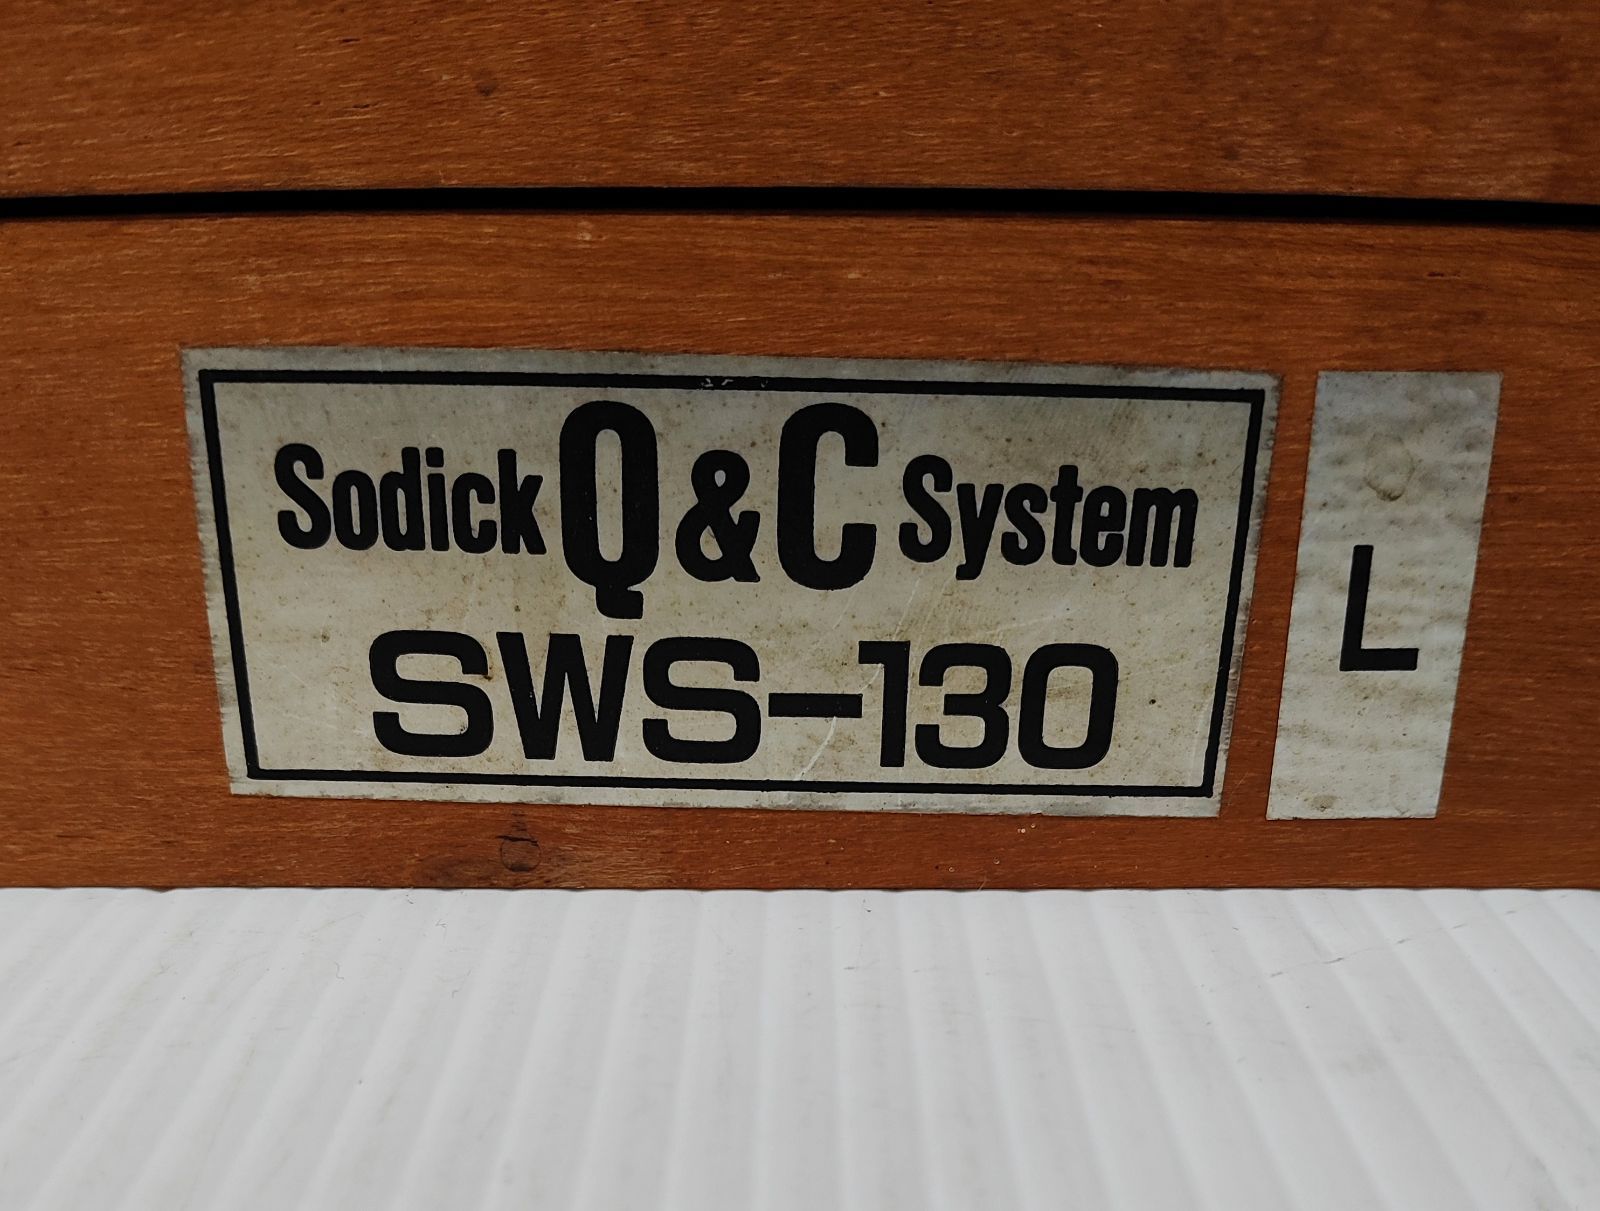 Sodick Q & C System
SWS-130
L